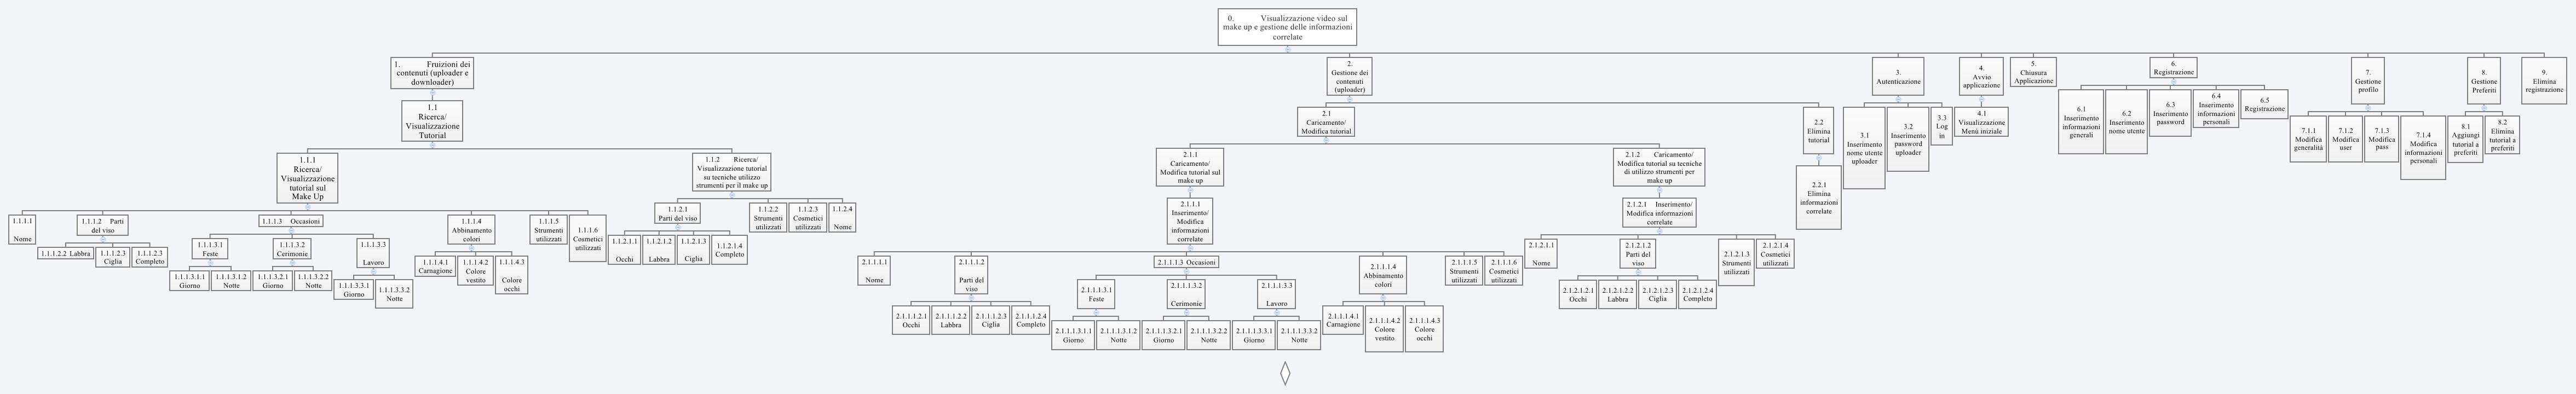 0. Visualizzazione video sul
make up e gestione delle informazioni
correlate
1. Fruizioni dei
contenuti (uploader e
downloader)
2.
Gestione dei
contenuti
(uploader)
3.
Autenticazione
4.
Avvio
applicazione
5.
Chiusura
Applicazione
6.
Registrazione
7.
Gestione
profilo
8.
Gestione
Preferiti
9.
Elimina
registrazione
1.1
Ricerca/
Visualizzazione
Tutorial
2.1
Caricamento/
Modifica tutorial
2.2
Elimina
tutorial
3.1
Inserimento
nome utente
uploader
3.2
Inserimento
password
uploader
3.3
Log
in
4.1
Visualizzazione
Menù iniziale
6.1
Inserimento
informazioni
generali
6.2
Inserimento
nome utente
6.3
Inserimento
password
6.4
Inserimento
informazioni
personali
6.5
Registrazione
7.1.1
Modifica
generalità
7.1.2
Modifica
user
7.1.3
Modifica
pass
7.1.4
Modifica
informazioni
personali
8.1
Aggiungi
tutorial a
preferiti
8.2
Elimina
tutorial a
preferiti
1.1.1
Ricerca/
Visualizzazione
tutorial sul
Make Up
1.1.2 Ricerca/
Visualizzazione tutorial
su tecniche utilizzo
strumenti per il make up
2.1.1
Caricamento/
Modifica tutorial sul
make up
2.1.2 Caricamento/
Modifica tutorial su tecniche
di utilizzo strumenti per
make up
2.2.1
Elimina
informazioni
correlate
1.1.1.1
Nome
1.1.1.2 Parti
del viso
1.1.1.3 Occasioni
1.1.1.4
Abbinamento
colori
1.1.1.5
Strumenti
utilizzati
1.1.1.6
Cosmetici
utilizzati
1.1.2.1
Parti del viso
1.1.2.2
Strumenti
utilizzati
1.1.2.3
Cosmetici
utilizzati
1.1.2.4
Nome
2.1.1.1
Inserimento/
Modifica
informazioni
correlate
2.1.2.1 Inserimento/
Modifica informazioni
correlate
1.1.1.2.2 Labbra
1.1.1.2.3
Ciglia
1.1.1.2.3
Completo
1.1.1.3.1
Feste
1.1.1.3.2
Cerimonie
1.1.1.3.3
Lavoro
1.1.1.4.1
Carnagione
1.1.1.4.2
Colore
vestito
1.1.1.4.3
Colore
occhi
1.1.2.1.1
Occhi
1.1.2.1.2
Labbra
1.1.2.1.3
Ciglia
1.1.2.1.4
Completo
1.1.1.3.1.1
Giorno
1.1.1.3.1.2
Notte
1.1.1.3.2.1
Giorno
1.1.1.3.2.2
Notte
1.1.1.3.3.1
Giorno
1.1.1.3.3.2
Notte
2.1.1.1.1
Nome
2.1.1.1.2
Parti del
viso
2.1.1.1.3 Occasioni
2.1.1.1.4
Abbinamento
colori
2.1.1.1.5
Strumenti
utilizzati
2.1.1.1.6
Cosmetici
utilizzati
2.1.2.1.1
Nome
2.1.2.1.2
Parti del
viso
2.1.2.1.3
Strumenti
utilizzati
2.1.2.1.4
Cosmetici
utilizzati
2.1.1.1.2.1
Occhi
2.1.1.1.2.2
Labbra
2.1.1.1.2.3
Ciglia
2.1.1.1.2.4
Completo
2.1.1.1.3.1
Feste
2.1.1.1.3.2
Cerimonie
2.1.1.1.3.3
Lavoro
2.1.1.1.4.1
Carnagione
2.1.1.1.4.2
Colore
vestito
2.1.1.1.4.3
Colore
occhi
2.1.2.1.2.1
Occhi
2.1.2.1.2.2
Labbra
2.1.2.1.2.3
Ciglia
2.1.2.1.2.4
Completo
2.1.1.1.3.1.1
Giorno
2.1.1.1.3.1.2
Notte
2.1.1.1.3.2.1
Giorno
2.1.1.1.3.2.2
Notte
2.1.1.1.3.3.1
Giorno
2.1.1.1.3.3.2
Notte